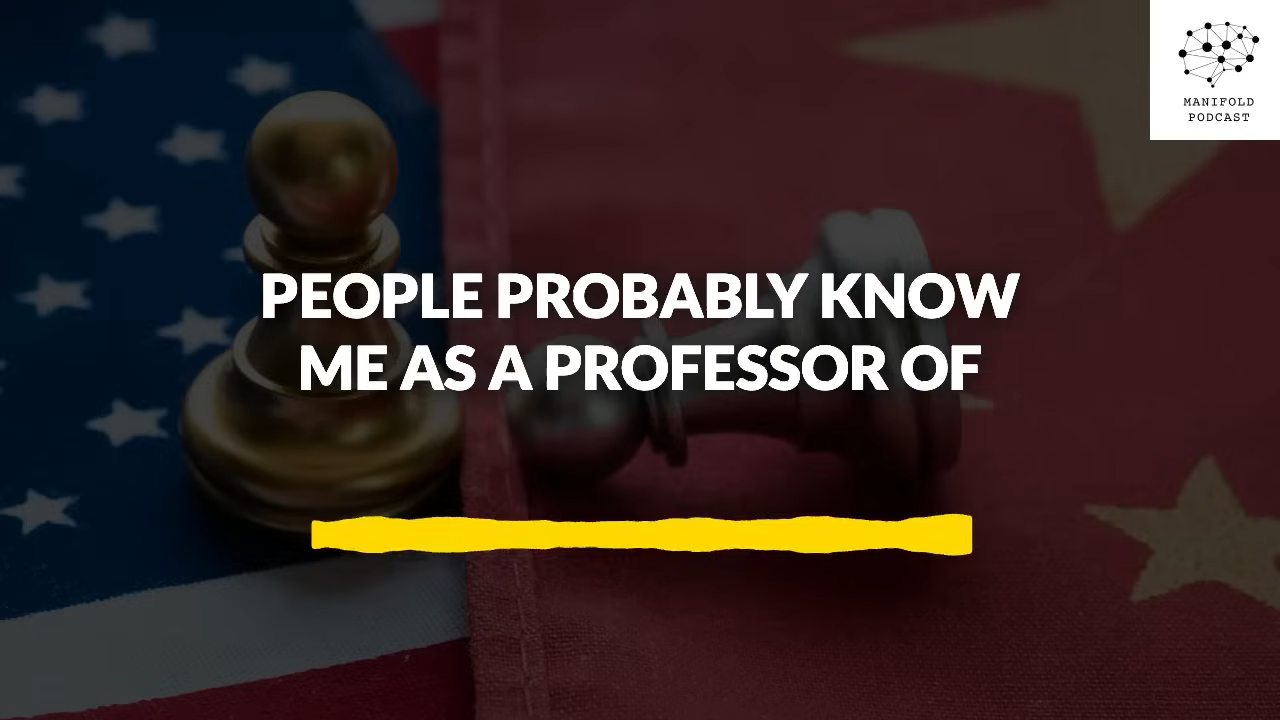 MANIFOLD
PODCAST
PEOPLE PROBABLY KNOW
ME AS A PROFESSOR OF